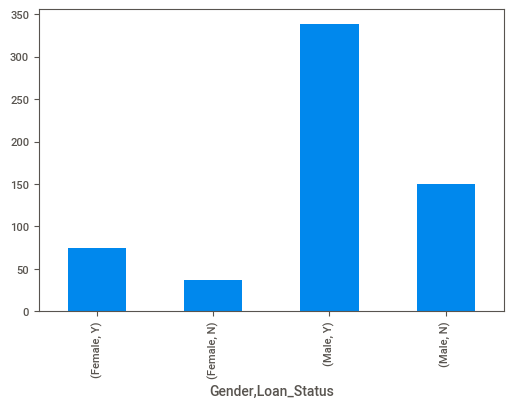 350
300
250
200
150
100
50
0
(Female, Y)
(Female, N)
(Male, Y)
(Male, N)
Gender,Loan_Status